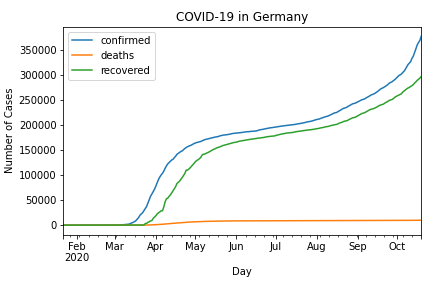 COVID-19 in Germany
confirmed
deaths
recovered
350000
300000
250000
200000
150000
100000
50000
0
Number of Cases
Feb Mar Apr May Jun Jul Aug Sep Oct
2020
Day